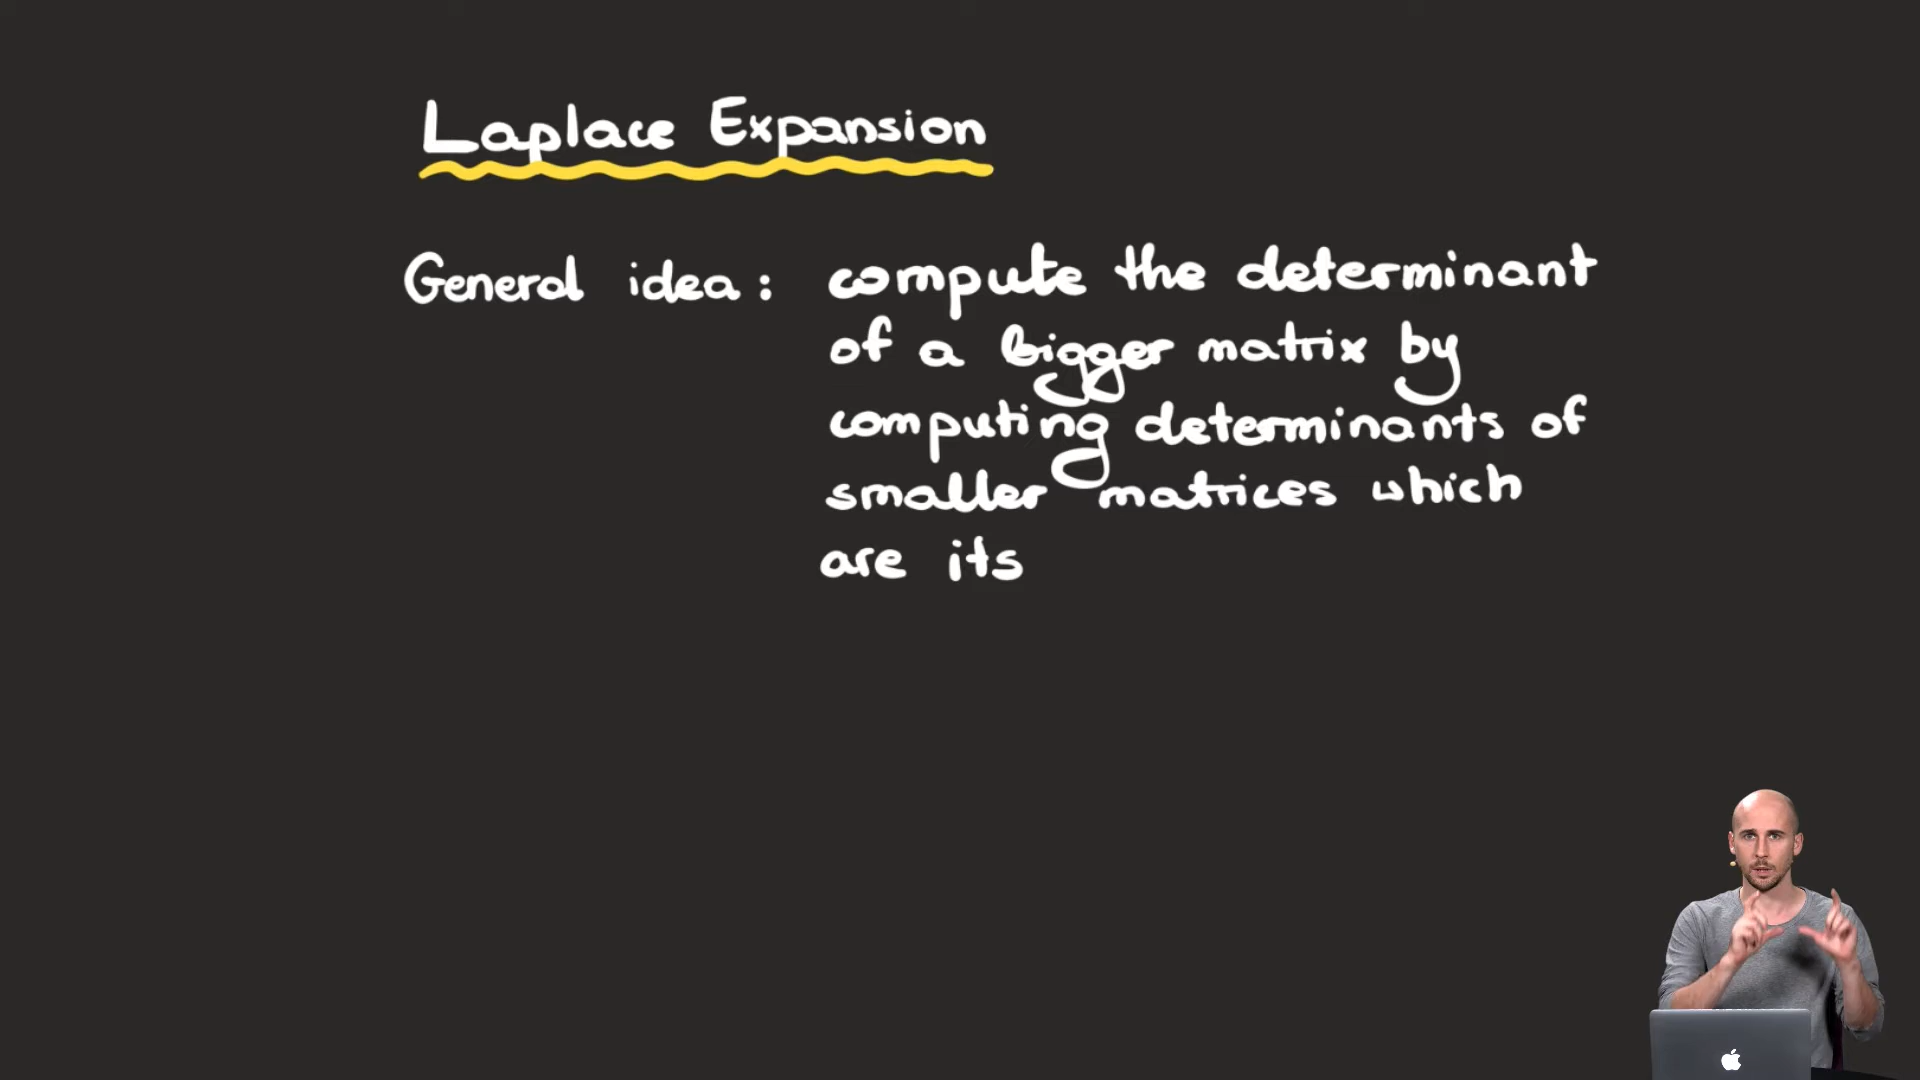 Laplace Expansion
General idea: compute the determinant
of a bigger matrix by
computing determinants of
smaller matrices which
are its